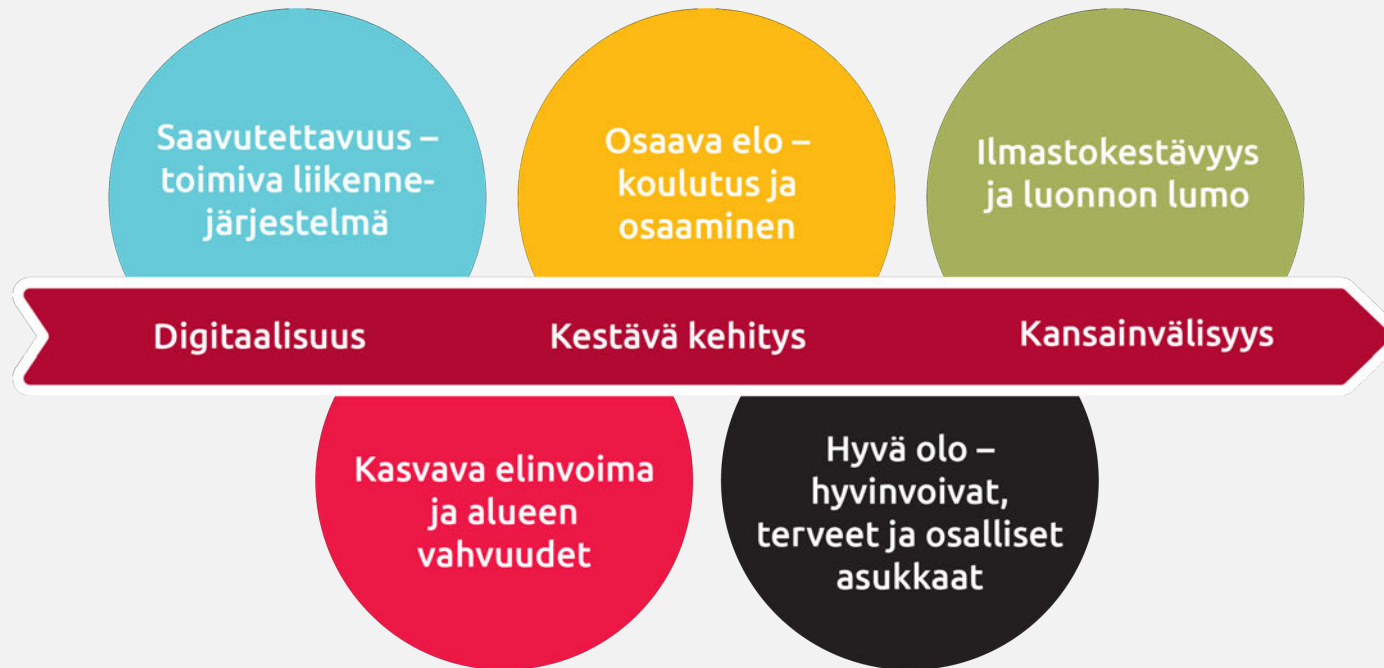 Saavutettavuus –
toimiva liikenne-
järjestelmä
Osaava elo –
koulutus ja
osaaminen
Ilmastokestävyys
ja luonnon lumo
Digitaalisuus
Kestävä kehitys
Kansainvälisyys
Kasvava elinvoima
ja alueen
vahvuudet
Hyvä olo –
hyvinvoivat,
terveet ja osalliset
asukkaat